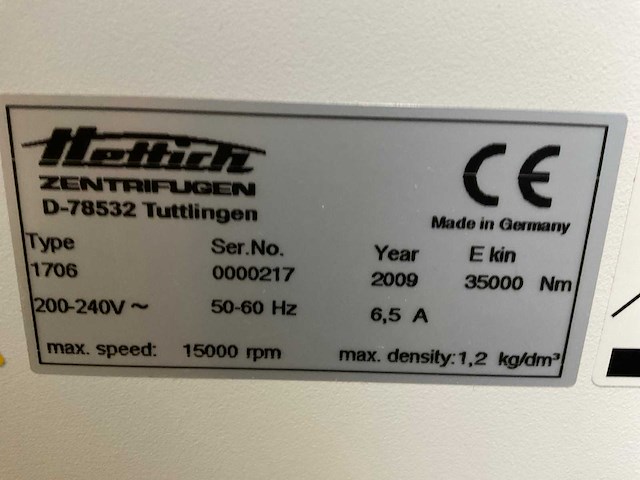 Hettich
ZENTRIFUGEN
D-78532 Tuttlingen
CE
Made in Germany
Type Ser.No. Year E kin
1706 0000217 2009 35000 Nm
200-240V ~ 50-60 Hz 6,5 A
max. speed: 15000 rpm max. density:1,2 kg/dm³